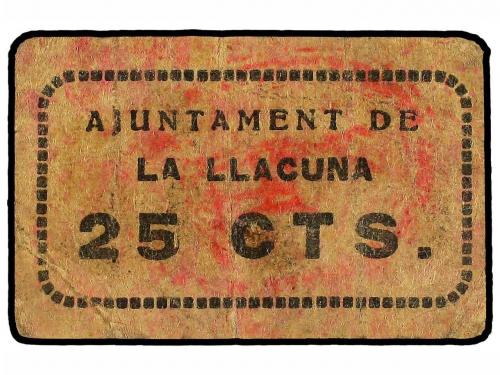 AJUNTAMENT DE
LA LLACUNA
25 CTS.